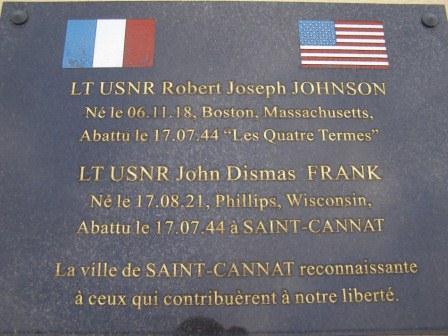 LT USNR Robert Joseph JOHNSON
Né le 06.11.18, Boston, Massachusetts,
Abattu le 17.07.44 "Les Quatre Termes"
LT USNR John Dismas FRANK
Né le 17.08.21, Phillips, Wisconsin,
Abattu le 17.07.44 à SAINT-CANNAT
La ville de SAINT-CANNAT reconnaissante
à ceux qui contribuèrent à notre liberté.